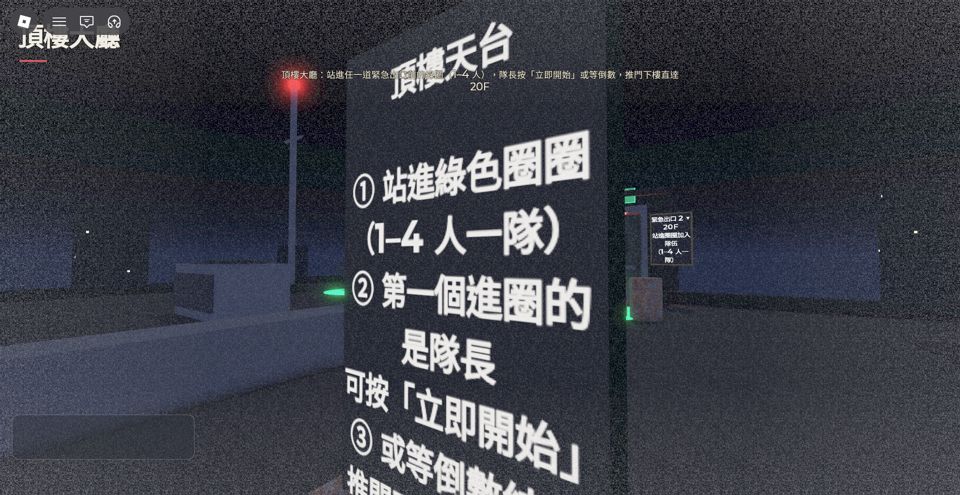 頂樓大廳
頂樓大廳：站進任一道緊急出口 (1–4 人)，隊長按「立即開始」或等倒數，推門下樓直達
20F
頂樓天台
① 站進綠色圈圈
(1–4 人一隊)
② 第一個進圈的
是隊長
可按「立即開始」
③ 或等倒數
緊急出口 2
20F
站進圈圈加入
隊伍
(1–4 人一
隊)